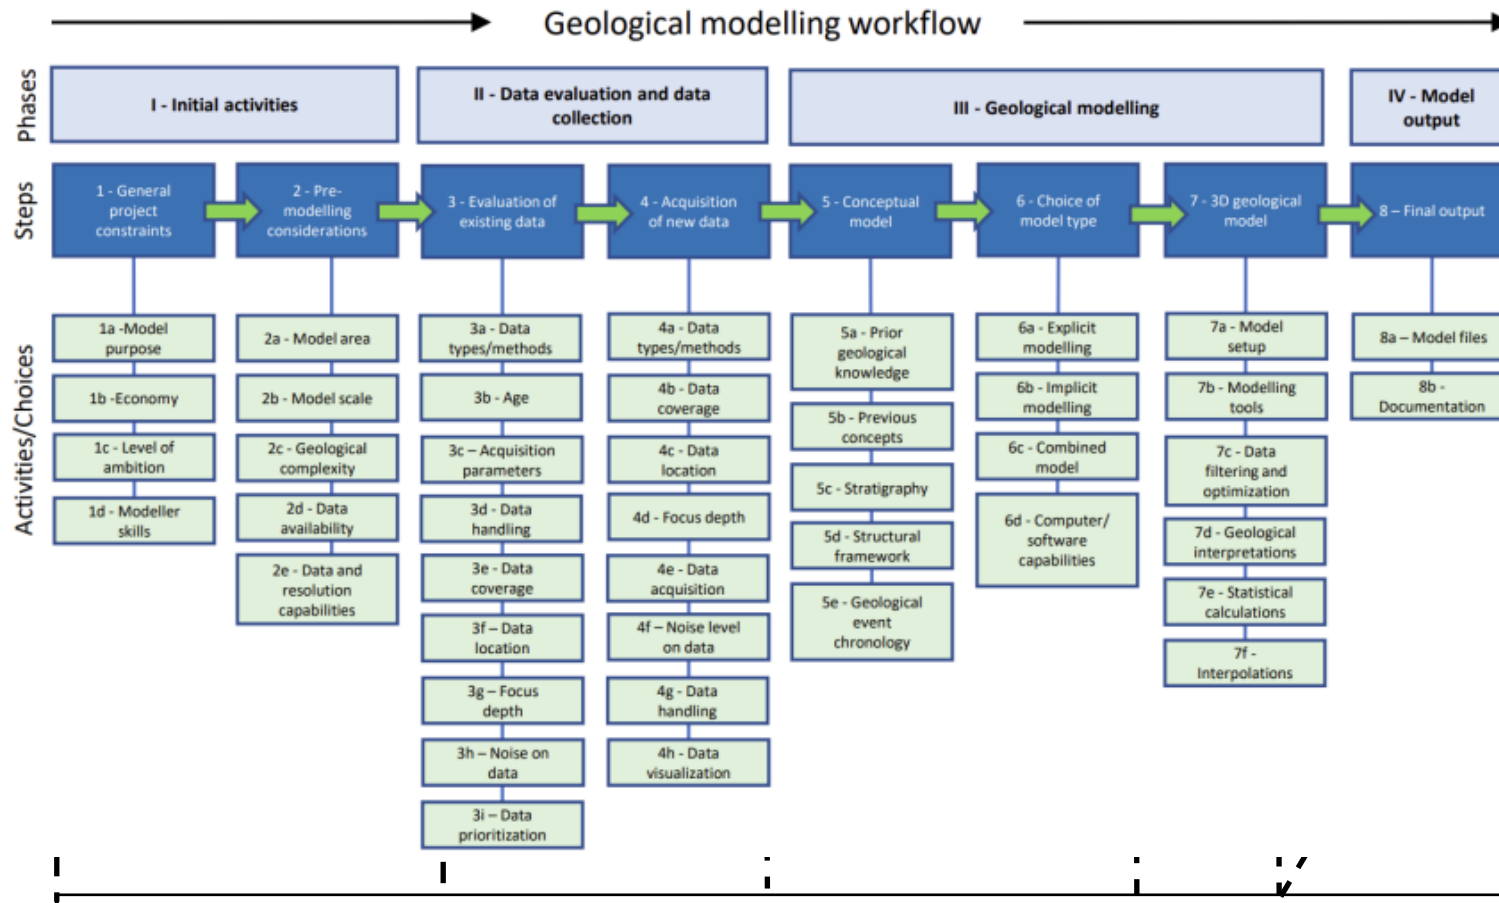 Geological modelling workflow
Phases
I - Initial activities
II - Data evaluation and data
collection
III - Geological modelling
IV - Model
output
Steps
1 - General
project
constraints
2 - Pre-
modelling
considerations
3 - Evaluation of
existing data
4 - Acquisition
of new data
5 - Conceptual
model
6 - Choice of
model type
7 - 3D geological
model
8 – Final output
Activities/Choices
1a -Model
purpose
1b -Economy
1c - Level of
ambition
1d - Modeller
skills
2a - Model area
2b - Model scale
2c - Geological
complexity
2d - Data
availability
2e - Data and
resolution
capabilities
3a - Data
types/methods
3b - Age
3c – Acquisition
parameters
3d - Data
handling
3e - Data
coverage
3f – Data
location
3g – Focus
depth
3h – Noise on
data
3i – Data
prioritization
4a - Data
types/methods
4b - Data
coverage
4c - Data
location
4d - Focus depth
4e - Data
acquisition
4f – Noise level
on data
4g - Data
handling
4h - Data
visualization
5a - Prior
geological
knowledge
5b - Previous
concepts
5c - Stratigraphy
5d - Structural
framework
5e - Geological
event
chronology
6a - Explicit
modelling
6b - Implicit
modelling
6c - Combined
model
6d - Computer/
software
capabilities
7a - Model
setup
7b - Modelling
tools
7c - Data
filtering and
optimization
7d - Geological
interpretations
7e - Statistical
calculations
7f -
Interpolations
8a – Model files
8b -
Documentation